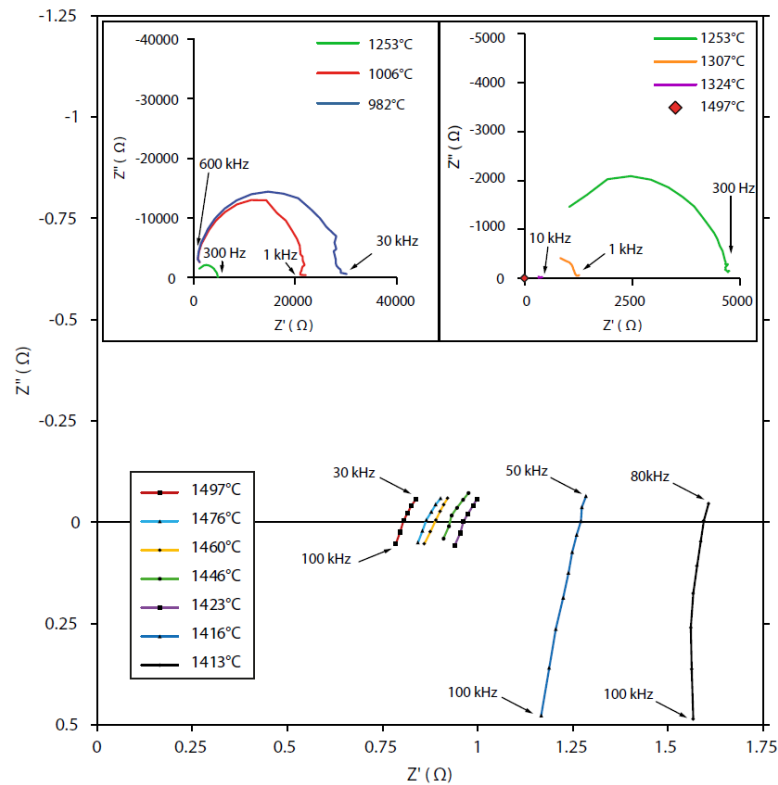 -1.25
-1
-0.75
-0.5
-0.25
0
0.25
0.5
Z"( Ω)
0
0.25
0.5
0.75
1
1.25
1.5
1.75
Z' ( Ω)
-40000
-30000
-20000
-10000
0
Z"( Ω)
0
20000
40000
Z' ( Ω)
1253°C
1006°C
982°C
600 kHz
300 Hz
1 kHz
30 kHz
-5000
-4000
-3000
-2000
-1000
0
Z"( Ω)
0
2500
5000
Z' ( Ω)
1253°C
1307°C
1324°C
1497°C
300 Hz
10 kHz
1 kHz
30 kHz
100 kHz
50 kHz
100 kHz
80kHz
100 kHz
1497°C
1476°C
1460°C
1446°C
1423°C
1416°C
1413°C